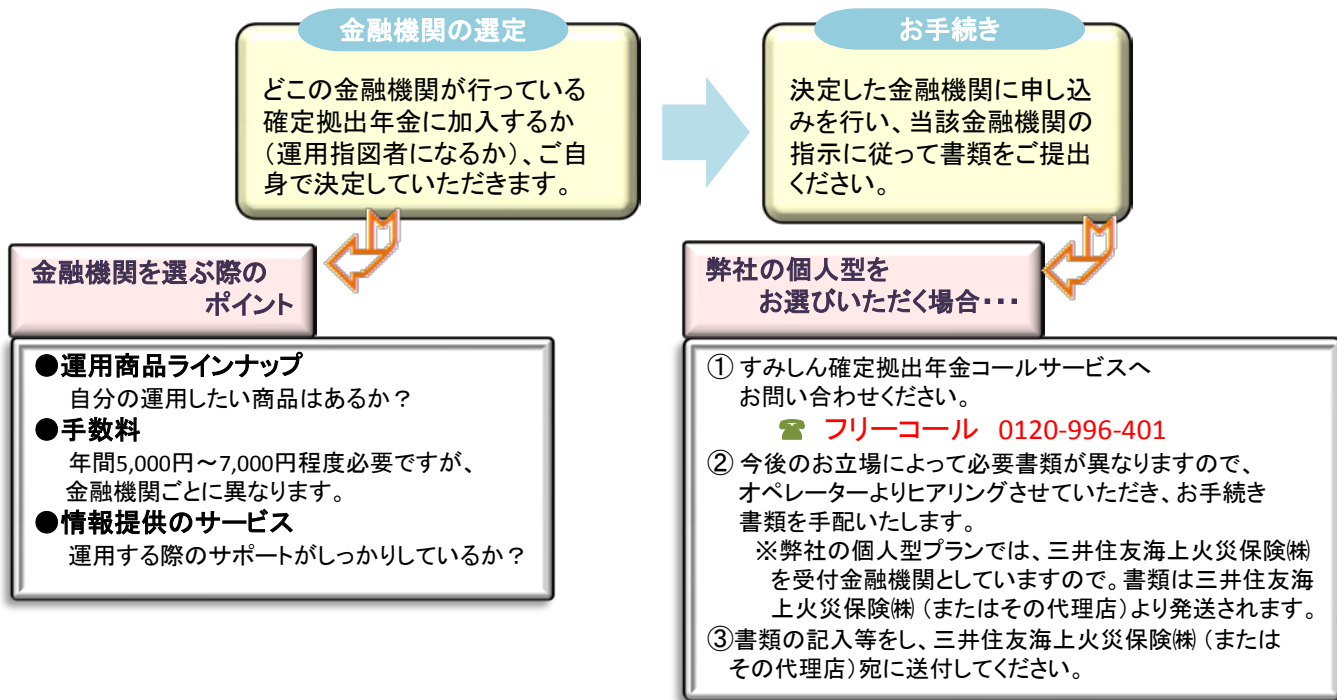 金融機関の選定
どこの金融機関が行っている
確定拠出年金に加入するか
（運用指図者になるか）、ご自
身で決定していただきます。
お手続き
決定した金融機関に申し込
みを行い、当該金融機関の
指示に従って書類をご提出
ください。
金融機関を選ぶ際の
ポイント
●運用商品ラインナップ
自分の運用したい商品はあるか？
●手数料
年間5,000円～7,000円程度必要ですが、
金融機関ごとに異なります。
●情報提供のサービス
運用する際のサポートがしっかりしているか？
弊社の個人型を
お選びいただく場合・・・
① すみしん確定拠出年金コールサービスへ
お問い合わせください。
☎ フリーコール 0120-996-401
② 今後のお立場によって必要書類が異なりますので、
オペレーターよりヒアリングさせていただき、お手続き
書類を手配いたします。
※弊社の個人型プランでは、三井住友海上火災保険㈱
を受付金融機関としていますので。書類は三井住友海
上火災保険㈱（またはその代理店）より発送されます。
③書類の記入等をし、三井住友海上火災保険㈱（または
その代理店）宛に送付してください。